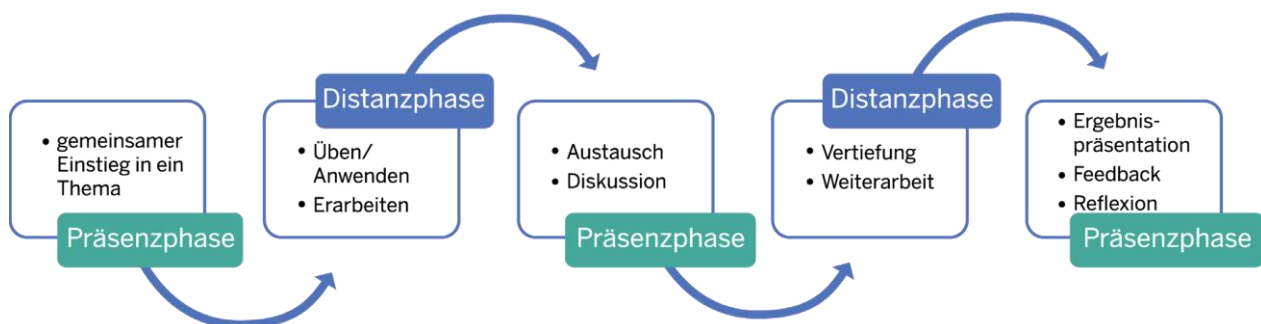 • gemeinsamer
Einstieg in ein
Thema
Präsenzphase
Distanzphase
• Üben/
Anwenden
• Erarbeiten
• Austausch
• Diskussion
Präsenzphase
Distanzphase
• Vertiefung
• Weiterarbeit
• Ergebnis-
präsentation
• Feedback
• Reflexion
Präsenzphase